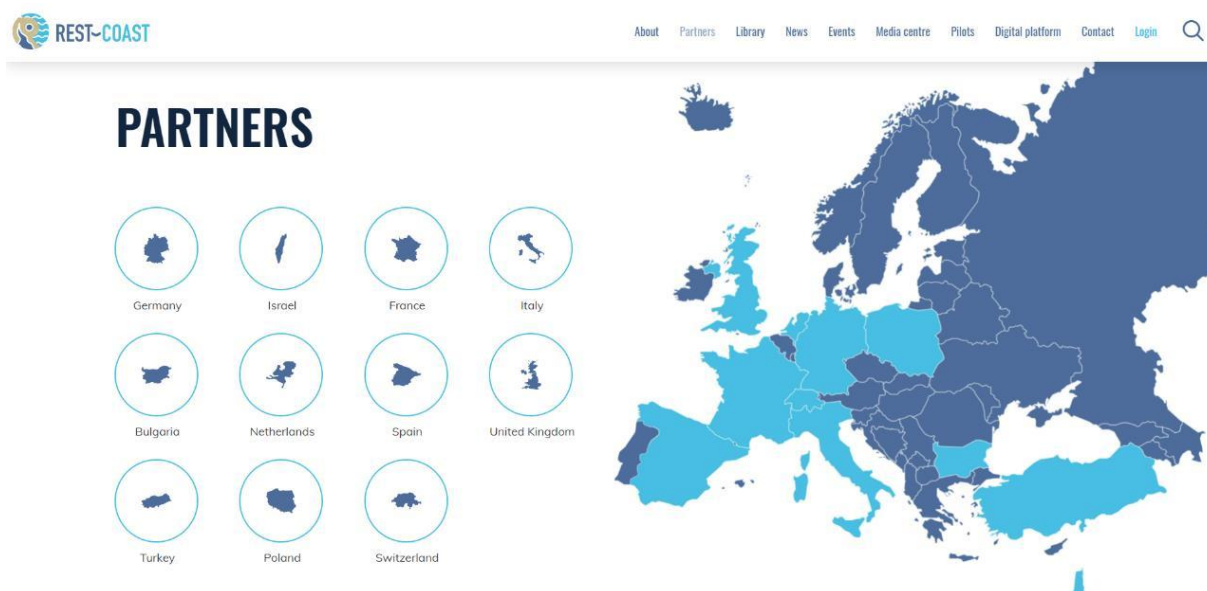 REST~COAST
About Partners Library News Events Media centre Pilots Digital platform Contact Login
PARTNERS
Germany Israel France Italy
Bulgaria Netherlands Spain United Kingdom
Turkey Poland Switzerland